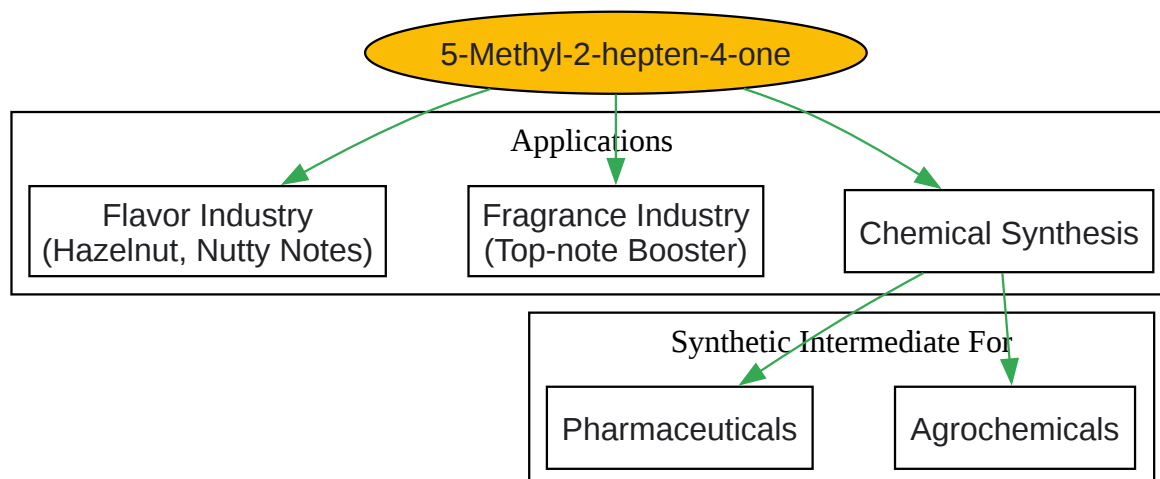 5-Methyl-2-hepten-4-one
Applications
Flavor Industry
(Hazelnut, Nutty Notes)
Fragrance Industry
(Top-note Booster)
Chemical Synthesis
Synthetic Intermediate For
Pharmaceuticals
Agrochemicals